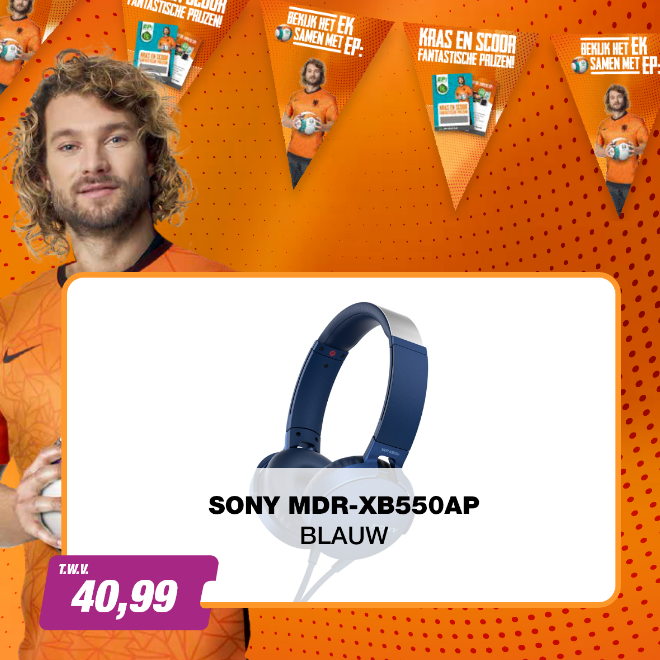 KRAS EN SCOOR
FANTASTISCHE PRIJZEN!
BEKIJK HET EK
SAMEN MET EP:
KRAS EN SCOOR
FANTASTISCHE PRIJZEN!
BEKIJK HET EK
SAMEN MET EP:
SONY MDR-XB550AP
BLAUW
T.W.V.
40,99